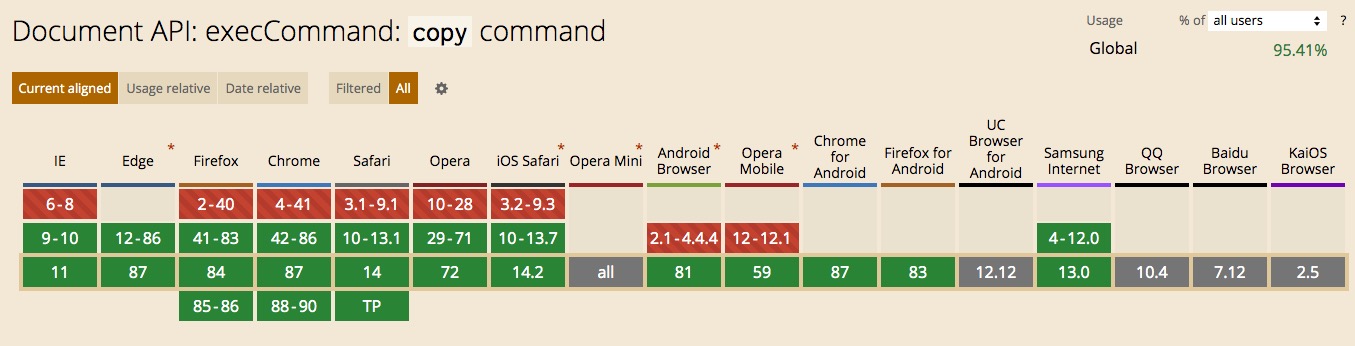 Document API: execCommand: copy command
Usage % of all users ?
Global 95.41%
Current aligned Usage relative Date relative Filtered All
IE Edge * Firefox Chrome Safari Opera iOS Safari * Opera Mini Android Browser * Opera Mobile * Chrome for Android Firefox for Android UC Browser for Android Samsung Internet QQ Browser Baidu Browser KaiOS Browser
6-8 2-40 4-41 3.1-9.1 10-28 3.2-9.3
9-10 12-86 41-83 42-86 10-13.1 29-71 10-13.7 2.1-4.4.4 12-12.1 4-12.0
11 87 84 87 14 72 14.2 all 81 59 87 83 12.12 13.0 10.4 7.12 2.5
85-86 88-90 TP